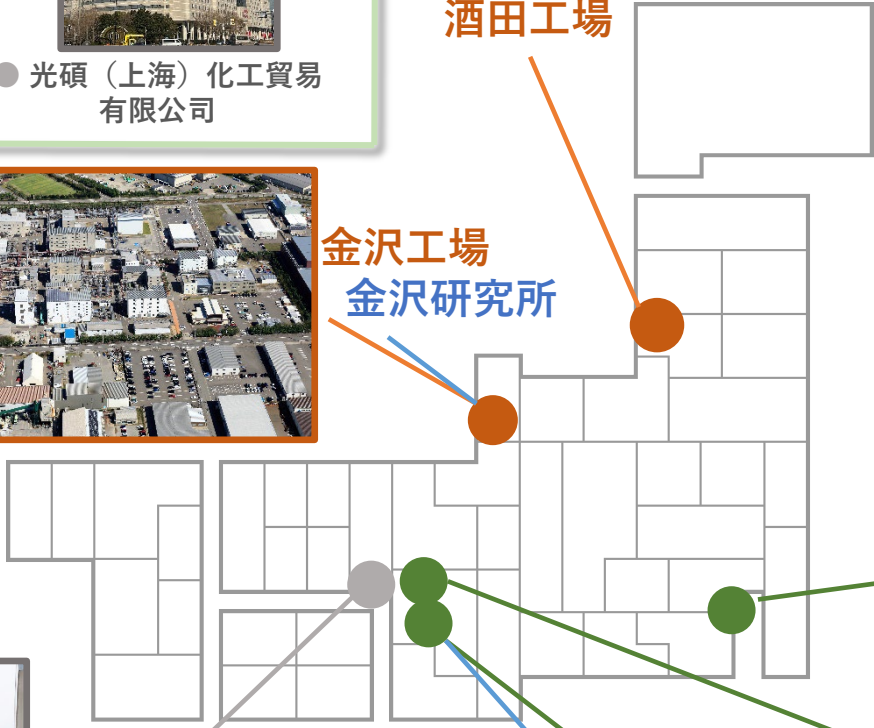 酒田工場
光碩（上海）化工貿易
有限公司
金沢工場
金沢研究所